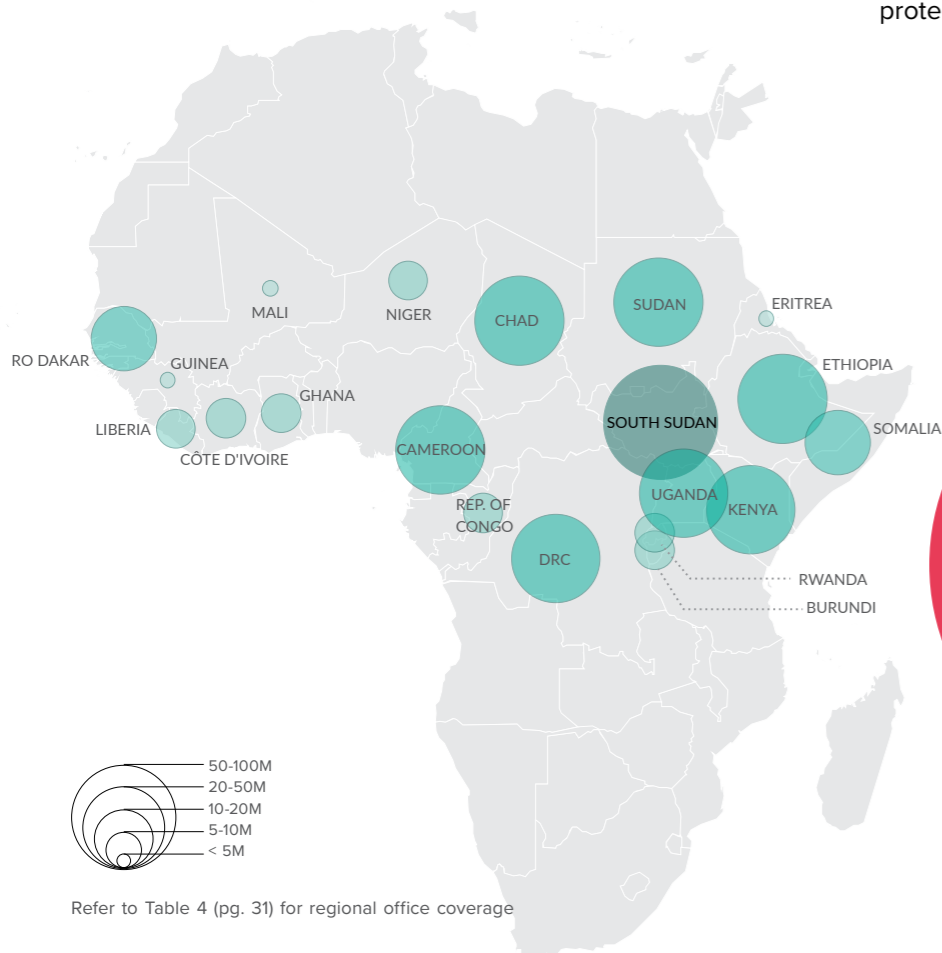 prote
MALI
NIGER
CHAD
SUDAN
ERITREA
RO DAKAR
GUINEA
ETHIOPIA
GHANA
LIBERIA
SOUTH SUDAN
SOMALIA
CÔTE D'IVOIRE
CAMEROON
UGANDA
KENYA
REP. OF
CONGO
DRC
RWANDA
BURUNDI
50-100M
20-50M
10-20M
5-10M
< 5M
Refer to Table 4 (pg. 31) for regional office coverage